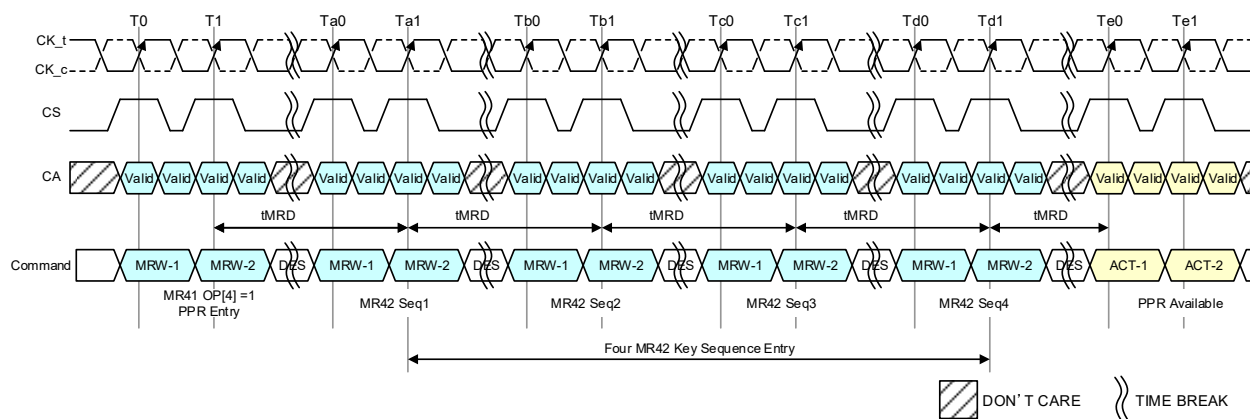 T0 T1 Ta0 Ta1 Tb0 Tb1 Tc0 Tc1 Td0 Td1 Te0 Te1
CK_t
CK_c
CS
CA Valid Valid Valid Valid Valid Valid Valid Valid Valid Valid Valid Valid Valid Valid Valid Valid Valid Valid Valid Valid Valid Valid Valid Valid
tMRD tMRD tMRD tMRD tMRD
Command MRW-1 MRW-2 DES MRW-1 MRW-2 DES MRW-1 MRW-2 DES MRW-1 MRW-2 DES MRW-1 MRW-2 DES ACT-1 ACT-2
MR41 OP[4] =1
PPR Entry
MR42 Seq1 MR42 Seq2 MR42 Seq3 MR42 Seq4 PPR Available
Four MR42 Key Sequence Entry
DON'T CARE TIME BREAK